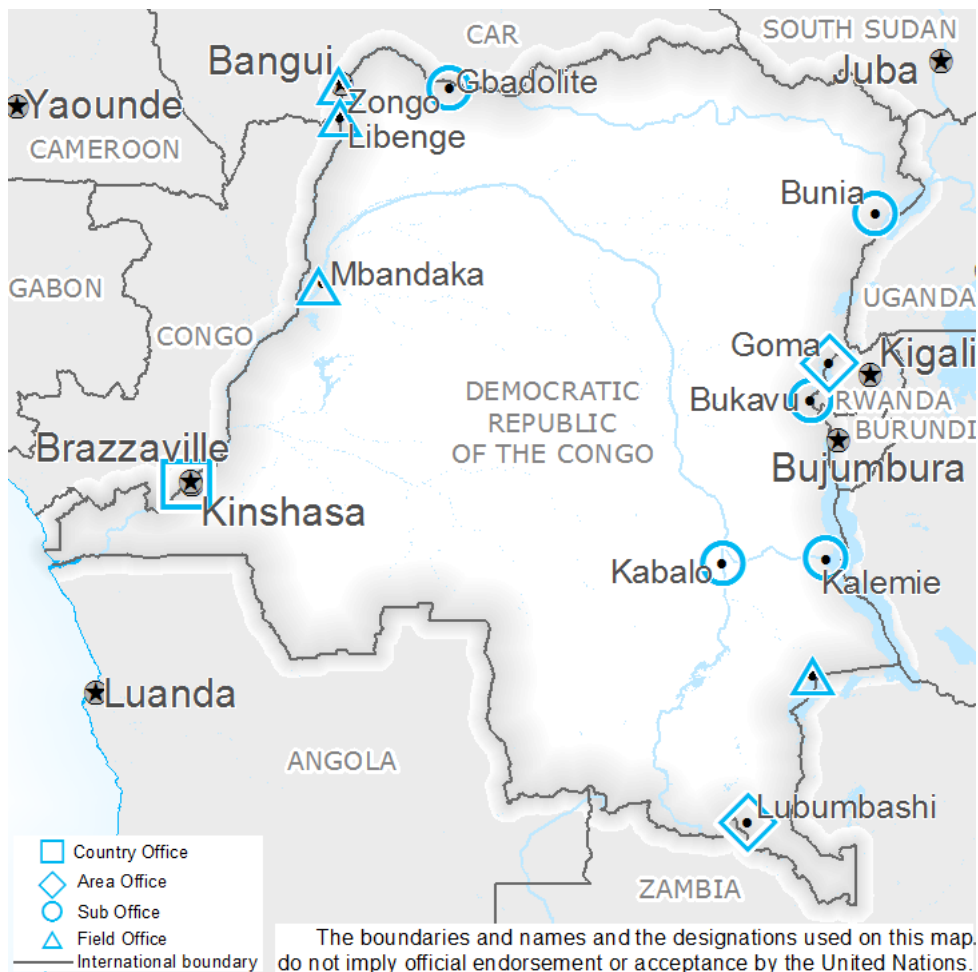 CAR
SOUTH SUDAN
Bangui
Juba
Gbadolite
Yaounde
Zongo
Libenge
CAMEROON
Bunia
Mbandaka
GABON
UGANDA
CONGO
Goma
Kigali
DEMOCRATIC
REPUBLIC
OF THE CONGO
Bukavu
RWANDA
BURUNDI
Brazzaville
Bujumbura
Kinshasa
Kabalo
Kalemie
Luanda
ANGOLA
Lubumbashi
ZAMBIA
Country Office
Area Office
Sub Office
Field Office
International boundary
The boundaries and names and the designations used on this map.
do not imply official endorsement or acceptance by the United Nations.